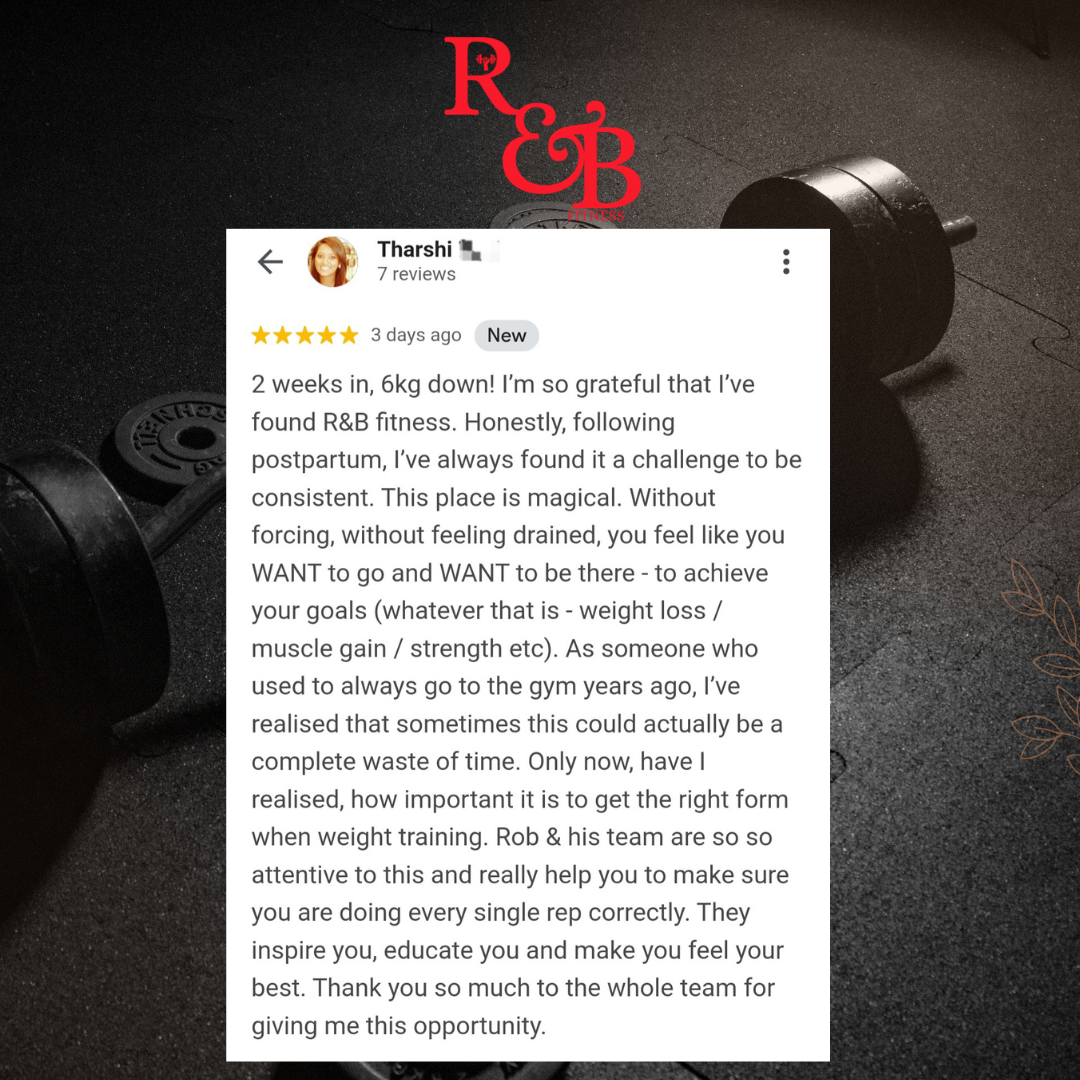 R
&B
FITNESS
Tharshi
7 reviews
3 days ago New
2 weeks in, 6kg down! I’m so grateful that I’ve
found R&B fitness. Honestly, following
postpartum, I’ve always found it a challenge to be
consistent. This place is magical. Without
forcing, without feeling drained, you feel like you
WANT to go and WANT to be there - to achieve
your goals (whatever that is - weight loss /
muscle gain / strength etc). As someone who
used to always go to the gym years ago, I’ve
realised that sometimes this could actually be a
complete waste of time. Only now, have I
realised, how important it is to get the right form
when weight training. Rob & his team are so so
attentive to this and really help you to make sure
you are doing every single rep correctly. They
inspire you, educate you and make you feel your
best. Thank you so much to the whole team for
giving me this opportunity.